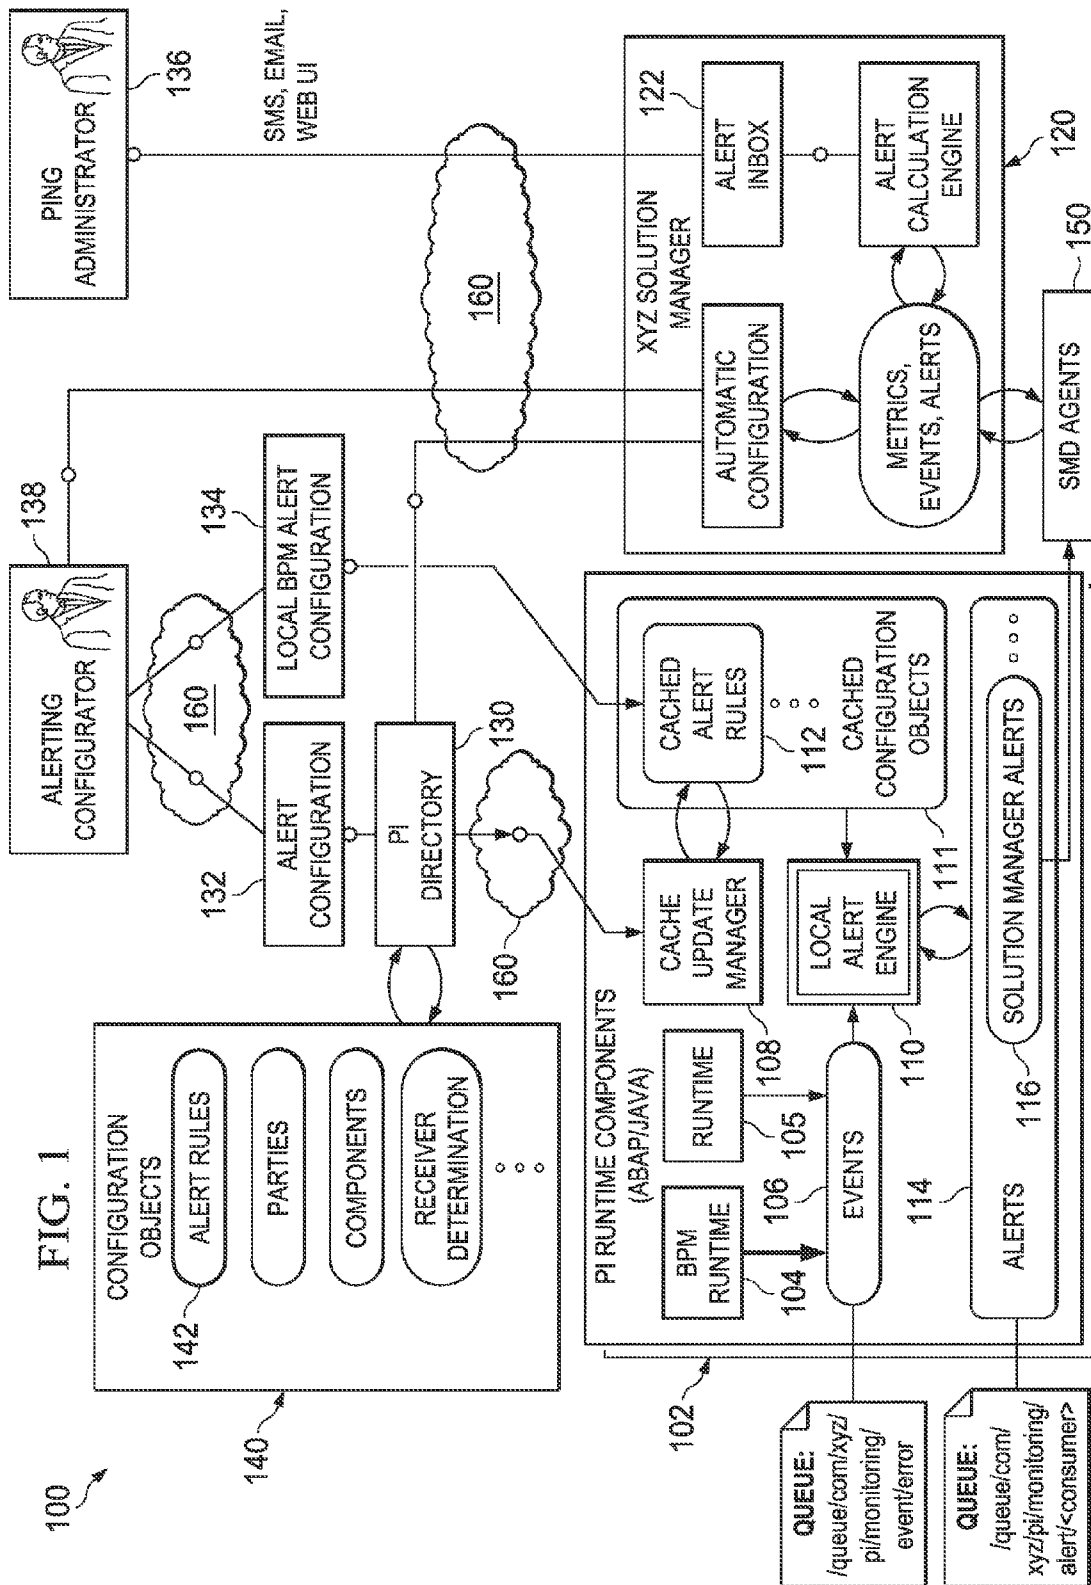 FIG. 1
100
CONFIGURATION
OBJECTS
ALERT RULES
142
PARTIES
COMPONENTS
RECEIVER
DETERMINATION
140
ALERTING
CONFIGURATOR
138
160
ALERT
CONFIGURATION
132
LOCAL BPM ALERT
CONFIGURATION
134
PI
DIRECTORY
130
160
PING
ADMINISTRATOR
136
SMS, EMAIL,
WEB UI
160
XYZ SOLUTION
MANAGER
AUTOMATIC
CONFIGURATION
ALERT
INBOX
122
METRICS,
EVENTS, ALERTS
ALERT
CALCULATION
ENGINE
120
SMD AGENTS
150
PI RUNTIME COMPONENTS
(ABAP/JAVA)
102
BPM
RUNTIME
104
RUNTIME
105
CACHE
UPDATE
MANAGER
108
CACHED
ALERT
RULES
112
CACHED
CONFIGURATION
OBJECTS
111
EVENTS
106
LOCAL
ALERT
ENGINE
110
ALERTS
114
SOLUTION MANAGER ALERTS
116
QUEUE:
/queue/com/xyz/
pi/monitoring/
event/error
QUEUE:
/queue/com/
xyz/pi/monitoring/
alert/<consumer>